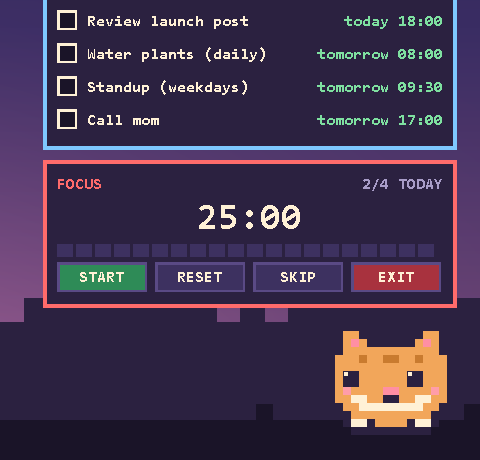 Review launch post today 18:00
Water plants (daily) tomorrow 08:00
Standup (weekdays) tomorrow 09:30
Call mom tomorrow 17:00
FOCUS 2/4 TODAY
25:00
START RESET SKIP EXIT